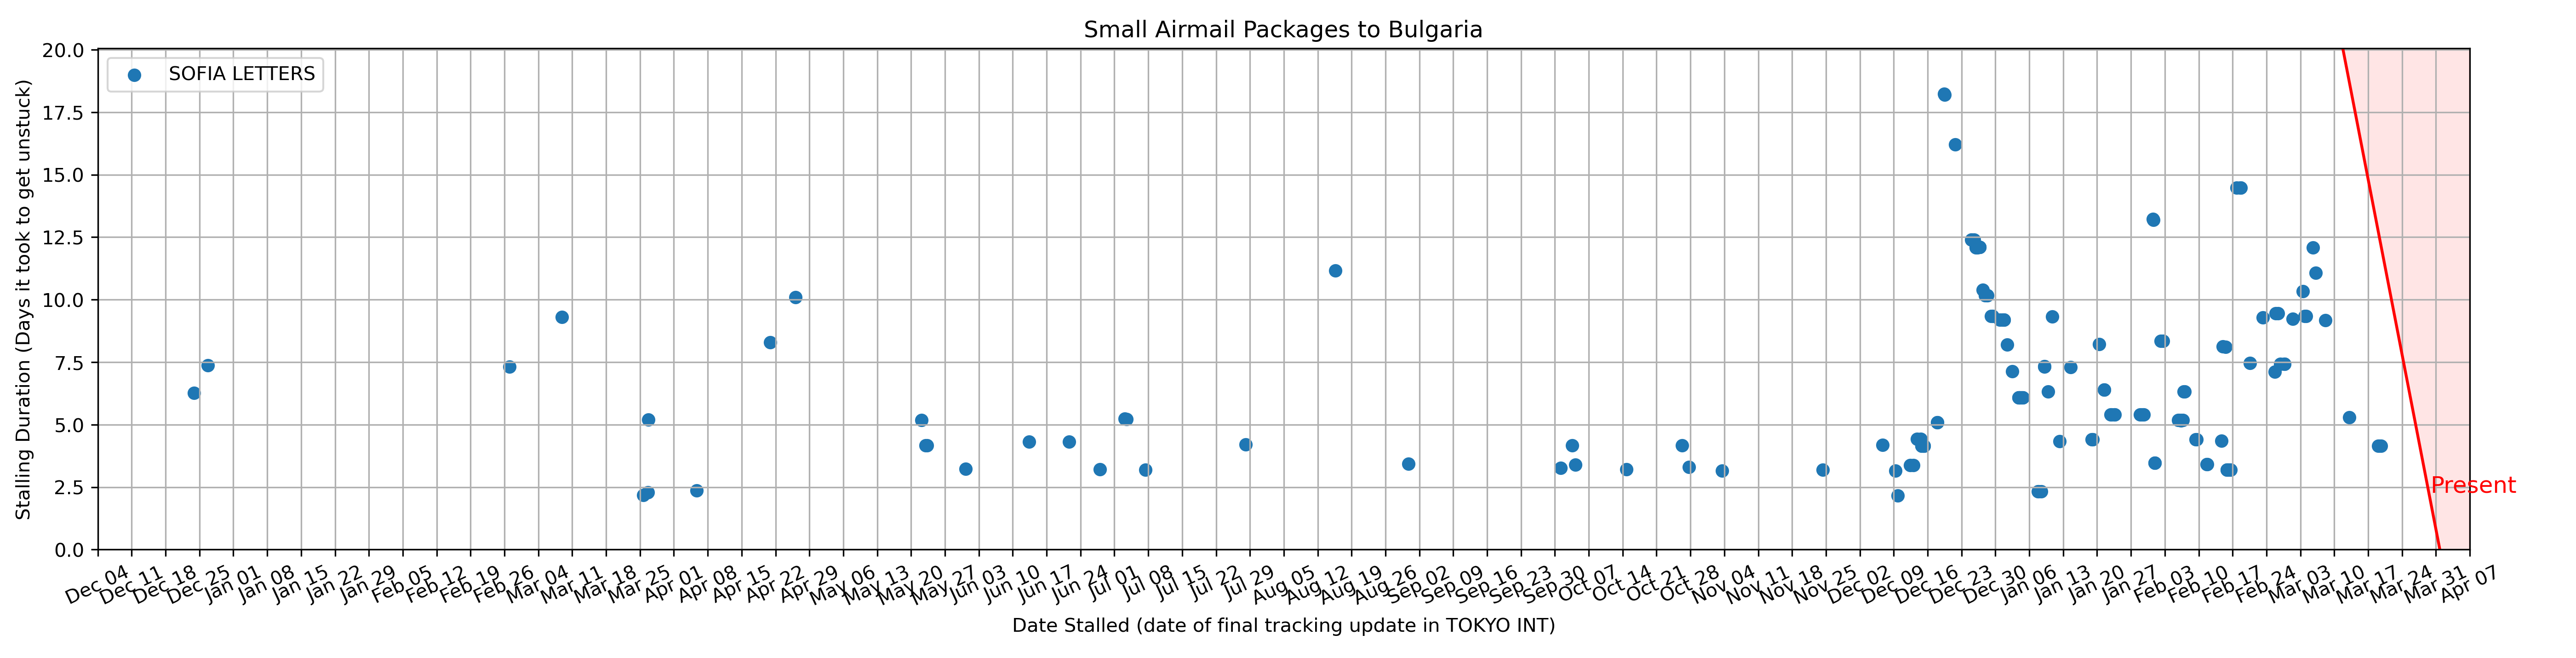 Small Airmail Packages to Bulgaria
SOFIA LETTERS
Stalling Duration (Days it took to get unstuck)
20.0
17.5
15.0
12.5
10.0
7.5
5.0
2.5
0.0
Present
Dec 04
Dec 11
Dec 18
Dec 25
Jan 01
Jan 08
Jan 15
Jan 22
Jan 29
Feb 05
Feb 12
Feb 19
Feb 26
Mar 04
Mar 11
Mar 18
Mar 25
Apr 01
Apr 08
Apr 15
Apr 22
Apr 29
May 06
May 13
May 20
May 27
Jun 03
Jun 10
Jun 17
Jun 24
Jul 01
Jul 08
Jul 15
Jul 22
Jul 29
Aug 05
Aug 12
Aug 19
Aug 26
Sep 02
Sep 09
Sep 16
Sep 23
Sep 30
Oct 07
Oct 14
Oct 21
Oct 28
Nov 04
Nov 11
Nov 18
Nov 25
Dec 02
Dec 09
Dec 16
Dec 23
Dec 30
Jan 06
Jan 13
Jan 20
Jan 27
Feb 03
Feb 10
Feb 17
Feb 24
Mar 03
Mar 10
Mar 17
Mar 24
Mar 31
Apr 07
Date Stalled (date of final tracking update in TOKYO INT)